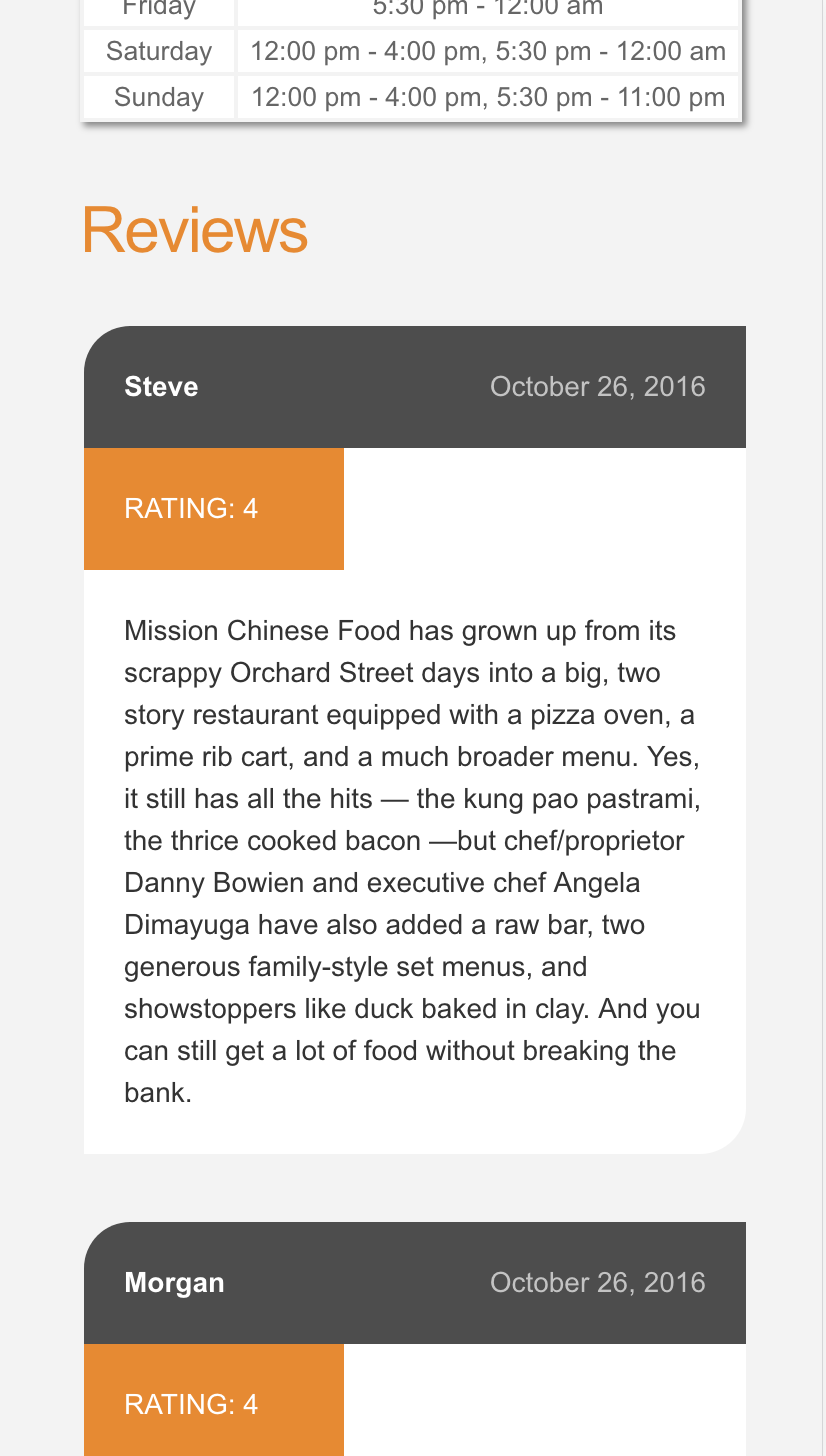 Friday 5:30 pm - 12:00 am
Saturday 12:00 pm - 4:00 pm, 5:30 pm - 12:00 am
Sunday 12:00 pm - 4:00 pm, 5:30 pm - 11:00 pm
Reviews
Steve October 26, 2016
RATING: 4
Mission Chinese Food has grown up from its
scrappy Orchard Street days into a big, two
story restaurant equipped with a pizza oven, a
prime rib cart, and a much broader menu. Yes,
it still has all the hits — the kung pao pastrami,
the thrice cooked bacon —but chef/proprietor
Danny Bowien and executive chef Angela
Dimayuga have also added a raw bar, two
generous family-style set menus, and
showstoppers like duck baked in clay. And you
can still get a lot of food without breaking the
bank.
Morgan October 26, 2016
RATING: 4